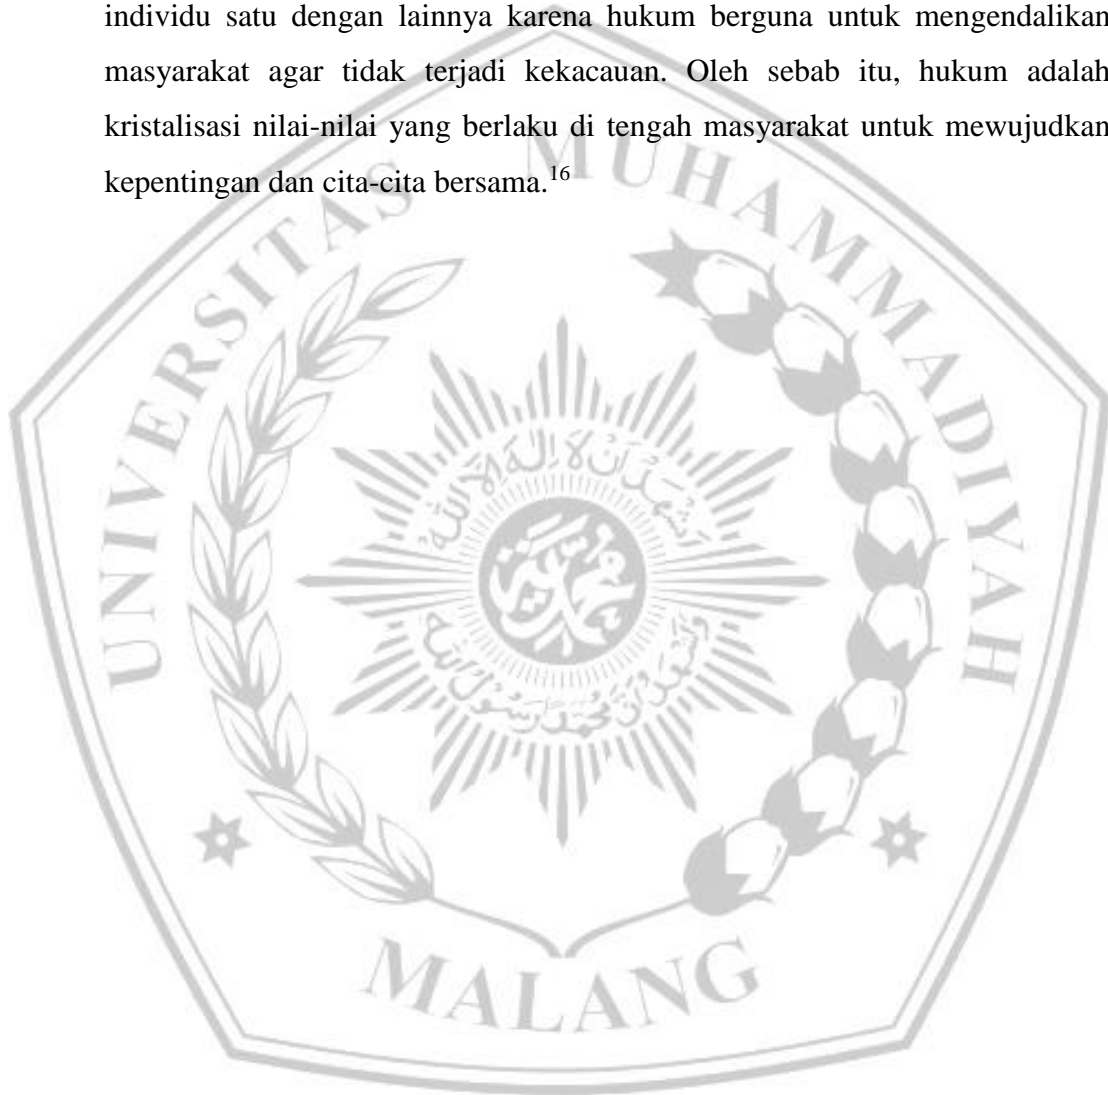 individu satu dengan lainnya karena hukum berguna untuk mengendalikan
masyarakat agar tidak terjadi kekacauan. Oleh sebab itu, hukum adalah
kristalisasi nilai-nilai yang berlaku di tengah masyarakat untuk mewujudkan
kepentingan dan cita-cita bersama.16
UNIVERSITAS MUHAMMADIYAH
MALANG